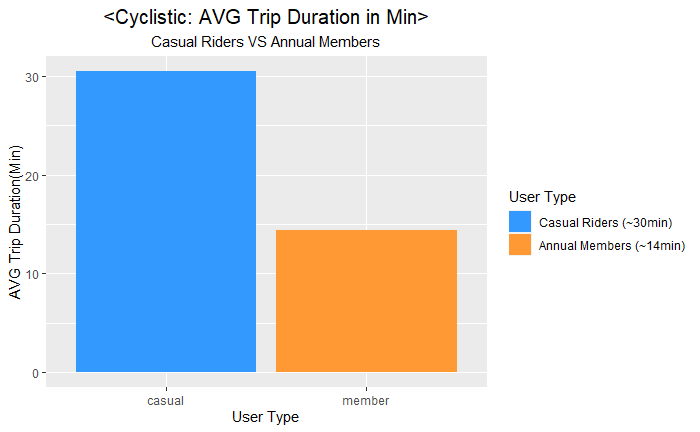 <Cyclistic: AVG Trip Duration in Min>
Casual Riders VS Annual Members
AVG Trip Duration(Min)
30
20
10
0
casual
member
User Type
User Type
Casual Riders (~30min)
Annual Members (~14min)